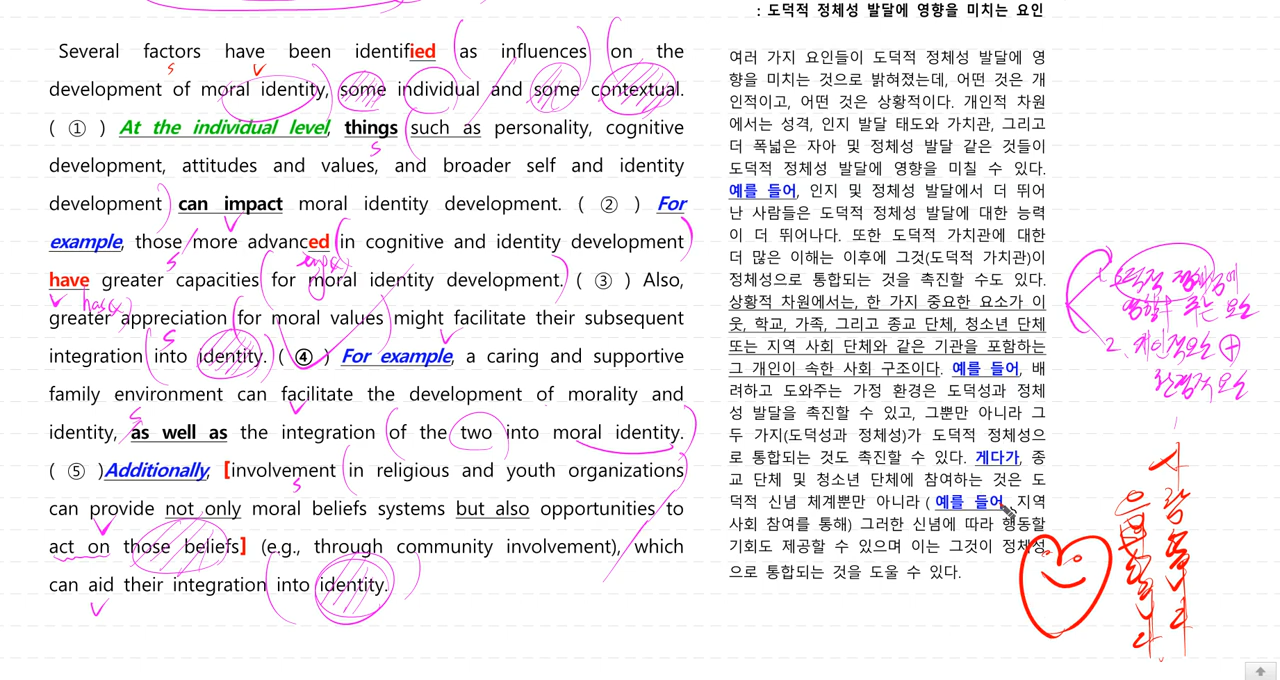 : 도덕적 정체성 발달에 영향을 미치는 요인
Several factors have been identified as influences on the
development of moral identity, some individual and some contextual.
( ① ) At the individual level, things such as personality, cognitive
development, attitudes and values, and broader self and identity
development can impact moral identity development. ( ② ) For
example, those more advanced in cognitive and identity development
have greater capacities for moral identity development. ( ③ ) Also,
greater appreciation for moral values might facilitate their subsequent
integration into identity. ( ④ ) For example, a caring and supportive
family environment can facilitate the development of morality and
identity, as well as the integration of the two into moral identity.
( ⑤ )Additionally, [involvement in religious and youth organizations
can provide not only moral beliefs systems but also opportunities to
act on those beliefs] (e.g., through community involvement), which
can aid their integration into identity.
s
s
s
has(x)
s
s
s
여러 가지 요인들이 도덕적 정체성 발달에 영
향을 미치는 것으로 밝혀졌는데, 어떤 것은 개
인적이고, 어떤 것은 상황적이다. 개인적 차원
에서는 성격, 인지 발달 태도와 가치관, 그리고
더 폭넓은 자아 및 정체성 발달 같은 것들이
도덕적 정체성 발달에 영향을 미칠 수 있다.
예를 들어, 인지 및 정체성 발달에서 더 뛰어
난 사람들은 도덕적 정체성 발달에 대한 능력
이 더 뛰어나다. 또한 도덕적 가치관에 대한
더 많은 이해는 이후에 그것(도덕적 가치관)이
정체성으로 통합되는 것을 촉진할 수도 있다.
상황적 차원에서는, 한 가지 중요한 요소가 이
웃, 학교, 가족, 그리고 종교 단체, 청소년 단체
또는 지역 사회 단체와 같은 기관을 포함하는
그 개인이 속한 사회 구조이다. 예를 들어, 배
려하고 도와주는 가정 환경은 도덕성과 정체
성 발달을 촉진할 수 있고, 그뿐만 아니라 그
두 가지(도덕성과 정체성)가 도덕적 정체성으
로 통합되는 것도 촉진할 수 있다. 게다가, 종
교 단체 및 청소년 단체에 참여하는 것은 도
덕적 신념 체계뿐만 아니라 ( 예를 들어, 지역
사회 참여를 통해) 그러한 신념에 따라 행동할
기회도 제공할 수 있으며 이는 그것이 정체성
으로 통합되는 것을 도울 수 있다.
1. 도덕적 정체성에
영향 주는 요인
2. 개인적요인 +
환경적요인
사랑합니다